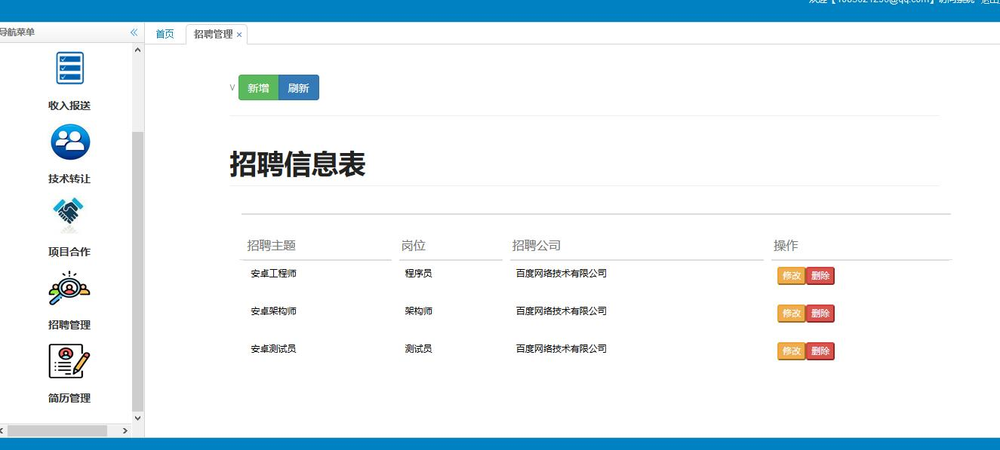 导航菜单
首页 招聘管理 ×
收入报送
技术转让
项目合作
招聘管理
简历管理
v 新增 刷新
招聘信息表
招聘主题 岗位 招聘公司 操作
安卓工程师 程序员 百度网络技术有限公司 修改 删除
安卓架构师 架构师 百度网络技术有限公司 修改 删除
安卓测试员 测试员 百度网络技术有限公司 修改 删除